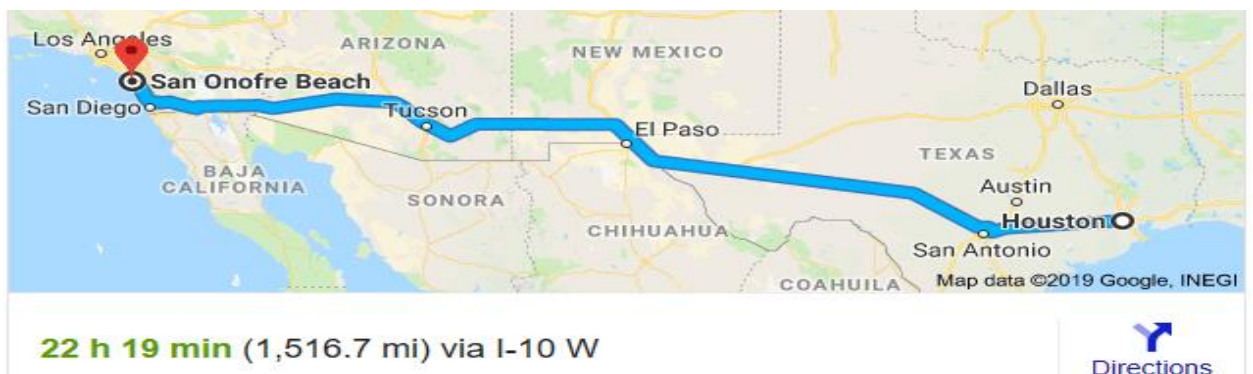 Los Angeles
ARIZONA
NEW MEXICO
San Onofre Beach
Dallas
San Diego
Tucson
El Paso
TEXAS
BAJA
CALIFORNIA
SONORA
Austin
CHIHUAHUA
Houston
San Antonio
COAHUILA
Map data ©2019 Google, INEGI
22 h 19 min (1,516.7 mi) via I-10 W
Directions